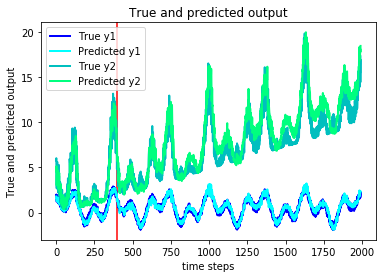 True and predicted output
True y1
Predicted y1
True y2
Predicted y2
True and predicted output
20
15
10
5
0
0 250 500 750 1000 1250 1500 1750 2000
time steps